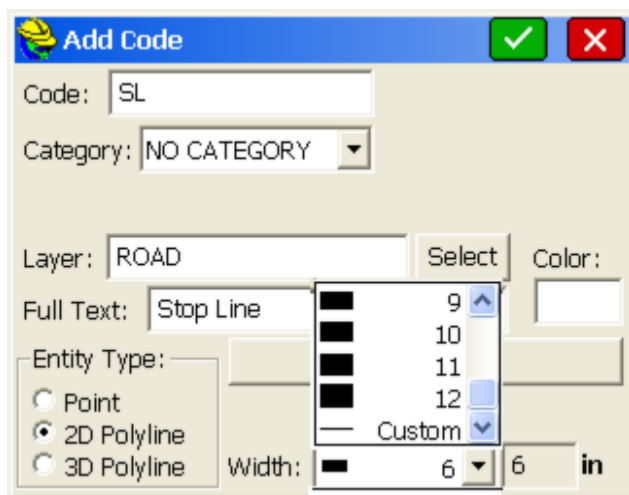 Add Code
Code: SL
Category: NO CATEGORY
Layer: ROAD Select Color:
Full Text: Stop Line
9
10
11
12
Custom
Entity Type:
Point
2D Polyline
3D Polyline
Width: 6 6 in